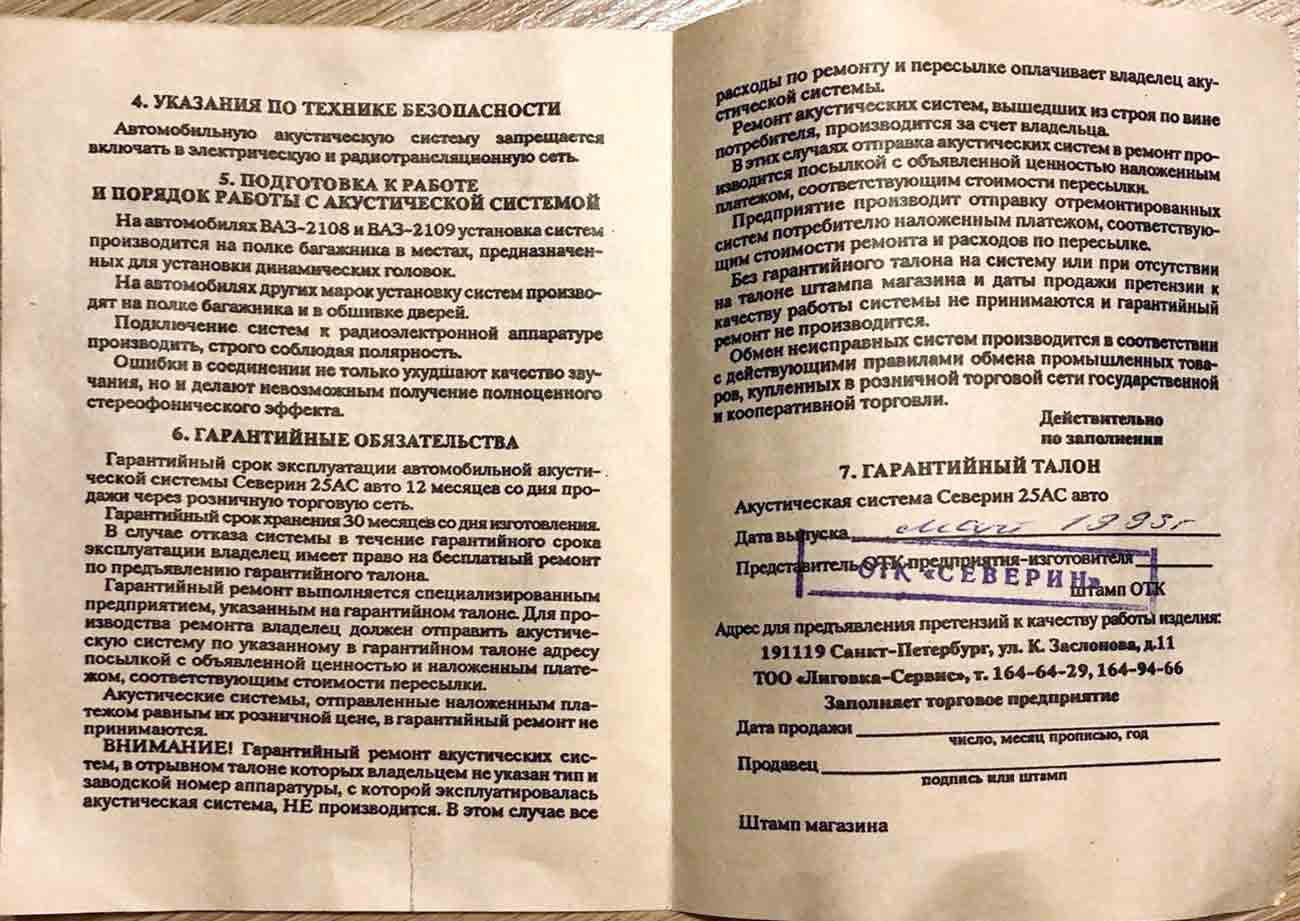 4. УКАЗАНИЯ ПО ТЕХНИКЕ БЕЗОПАСНОСТИ
Автомобильную акустическую систему запрещается
включать в электрическую и радиотрансляционную сеть.
5. ПОДГОТОВКА К РАБОТЕ
И ПОРЯДОК РАБОТЫ С АКУСТИЧЕСКОЙ СИСТЕМОЙ
На автомобилях ВАЗ-2108 и ВАЗ-2109 установка систем
производится на полке багажника в местах, предназначен-
ных для установки динамических головок.
На автомобилях других марок установку систем произво-
дят на полке багажника и в обшивке дверей.
Подключение систем к радиоэлектронной аппаратуре
производить, строго соблюдая полярность.
Ошибки в соединении не только ухудшают качество зву-
чания, но и делают невозможным получение полноценного
стереофонического эффекта.
6. ГАРАНТИЙНЫЕ ОБЯЗАТЕЛЬСТВА
Гарантийный срок эксплуатации автомобильной акусти-
ческой системы Северин 25АС авто 12 месяцев со дня про-
дажи через розничную торговую сеть.
Гарантийный срок хранения 30 месяцев со дня изготовления.
В случае отказа системы в течение гарантийного срока
эксплуатации владелец имеет право на бесплатный ремонт
по предъявлению гарантийного талона.
Гарантийный ремонт выполняется специализированным
предприятием, указанным на гарантийном талоне. Для про-
изводства ремонта владелец должен отправить акустиче-
скую систему по указанному в гарантийном талоне адресу
посылкой с объявленной ценностью и наложенным плате-
жом, соответствующим стоимости пересылки.
Акустические системы, отправленные наложенным пла-
тежом равным их розничной цене, в гарантийный ремонт не
принимаются.
ВНИМАНИЕ! Гарантийный ремонт акустических сис-
тем, в отрывном талоне которых владельцем не указан тип и
заводской номер аппаратуры, с которой эксплуатировалась
акустическая система, НЕ производится. В этом случае все
расходы по ремонту и пересылке оплачивает владелец аку-
стической системы.
Ремонт акустических систем, вышедших из строя по вине
потребителя, производится за счет владельца.
В этих случаях отправка акустических систем в ремонт про-
изводится посылкой с объявленной ценностью наложенным
платежом, соответствующим стоимости пересылки.
Предприятие производит отправку отремонтированных
систем потребителю наложенным платежом, соответствую-
щим стоимости ремонта и расходов по пересылке.
Без гарантийного талона на систему или при отсутствии
на талоне штампа магазина и даты продажи претензии к
качеству работы системы не принимаются и гарантийный
ремонт не производится.
Обмен неисправных систем производится в соответствии
с действующими правилами обмена промышленных това-
ров, купленных в розничной торговой сети государственной
и кооперативной торговли.
Действительно
по заполнении
7. ГАРАНТИЙНЫЙ ТАЛОН
Акустическая система Северин 25АС авто
Дата выпуска март 1993г
Представитель ОТК предприятия-изготовителя
ОТК «СЕВЕРИН»
штамп ОТК
Адрес для предъявления претензий к качеству работы изделия:
191119 Санкт-Петербург, ул. К. Заслонова, д.11
ТОО «Лиговка-Сервис», т. 164-64-29, 164-94-66
Заполняет торговое предприятие
Дата продажи
число, месяц прописью, год
Продавец
подпись или штамп
Штамп магазина